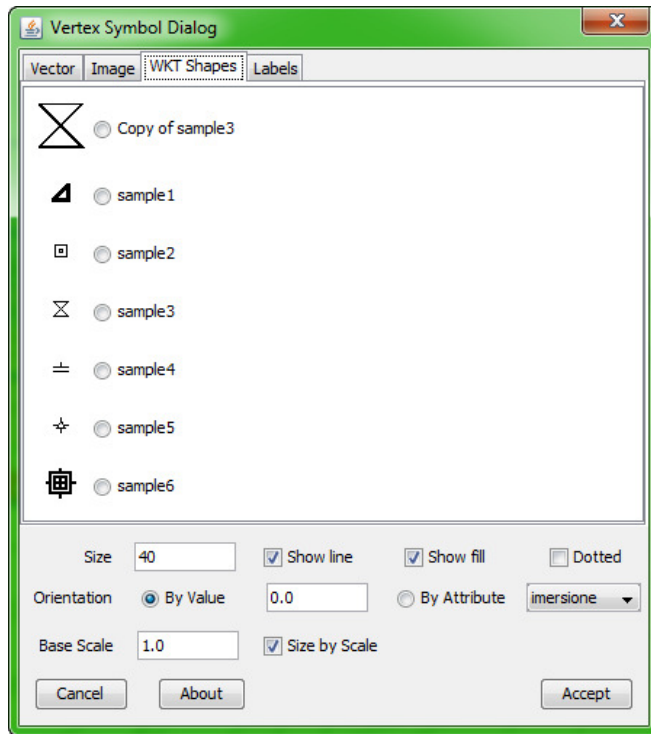 Vertex Symbol Dialog
Vector Image WKT Shapes Labels
Copy of sample3
sample1
sample2
sample3
sample4
sample5
sample6
Size 40 Show line Show fill Dotted
Orientation By Value 0.0 By Attribute imersione
Base Scale 1.0 Size by Scale
Cancel About Accept